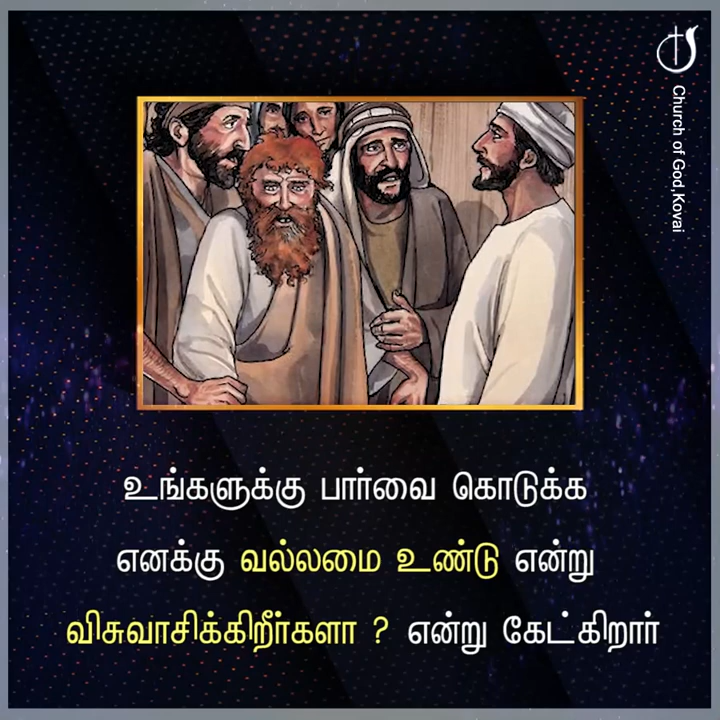 Church of God,Kovai
உங்களுக்கு பார்வை கொடுக்க
எனக்கு வல்லமை உண்டு என்று
விசுவாசிக்கிறீர்களா ? என்று கேட்கிறார்